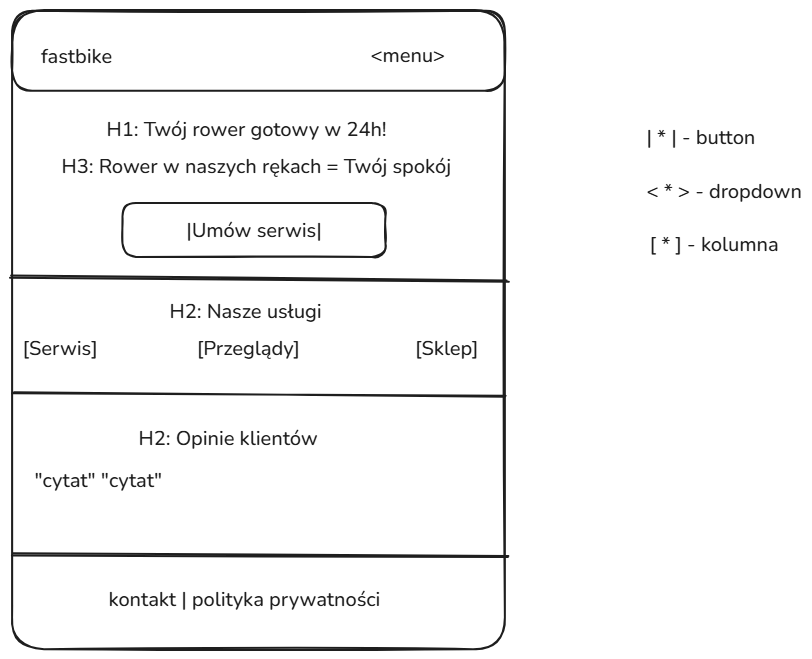 fastbike <menu>
H1: Twój rower gotowy w 24h!
H3: Rower w naszych rękach = Twój spokój
|Umów serwis|
H2: Nasze usługi
[Serwis] [Przeglądy] [Sklep]
H2: Opinie klientów
"cytat" "cytat"
kontakt | polityka prywatności
| * | - button
< * > - dropdown
[ * ] - kolumna